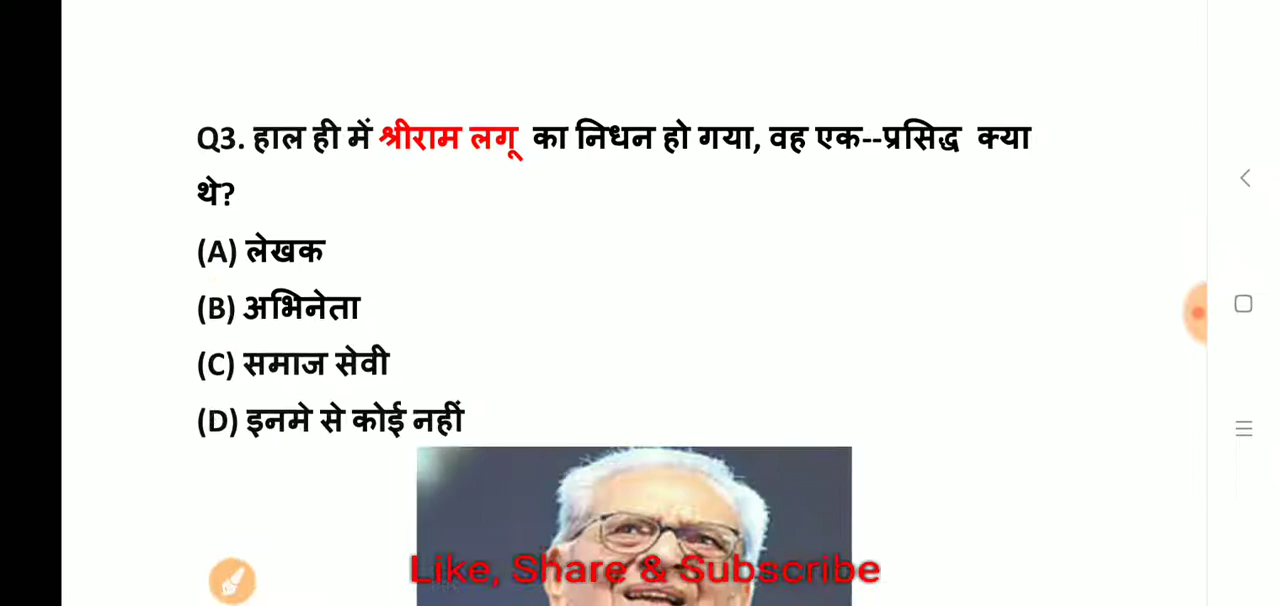 Q3. हाल ही में श्रीराम लगू का निधन हो गया, वह एक--प्रसिद्ध क्या
थे?
(A) लेखक
(B) अभिनेता
(C) समाज सेवी
(D) इनमे से कोई नहीं
Like, Share & Subscribe